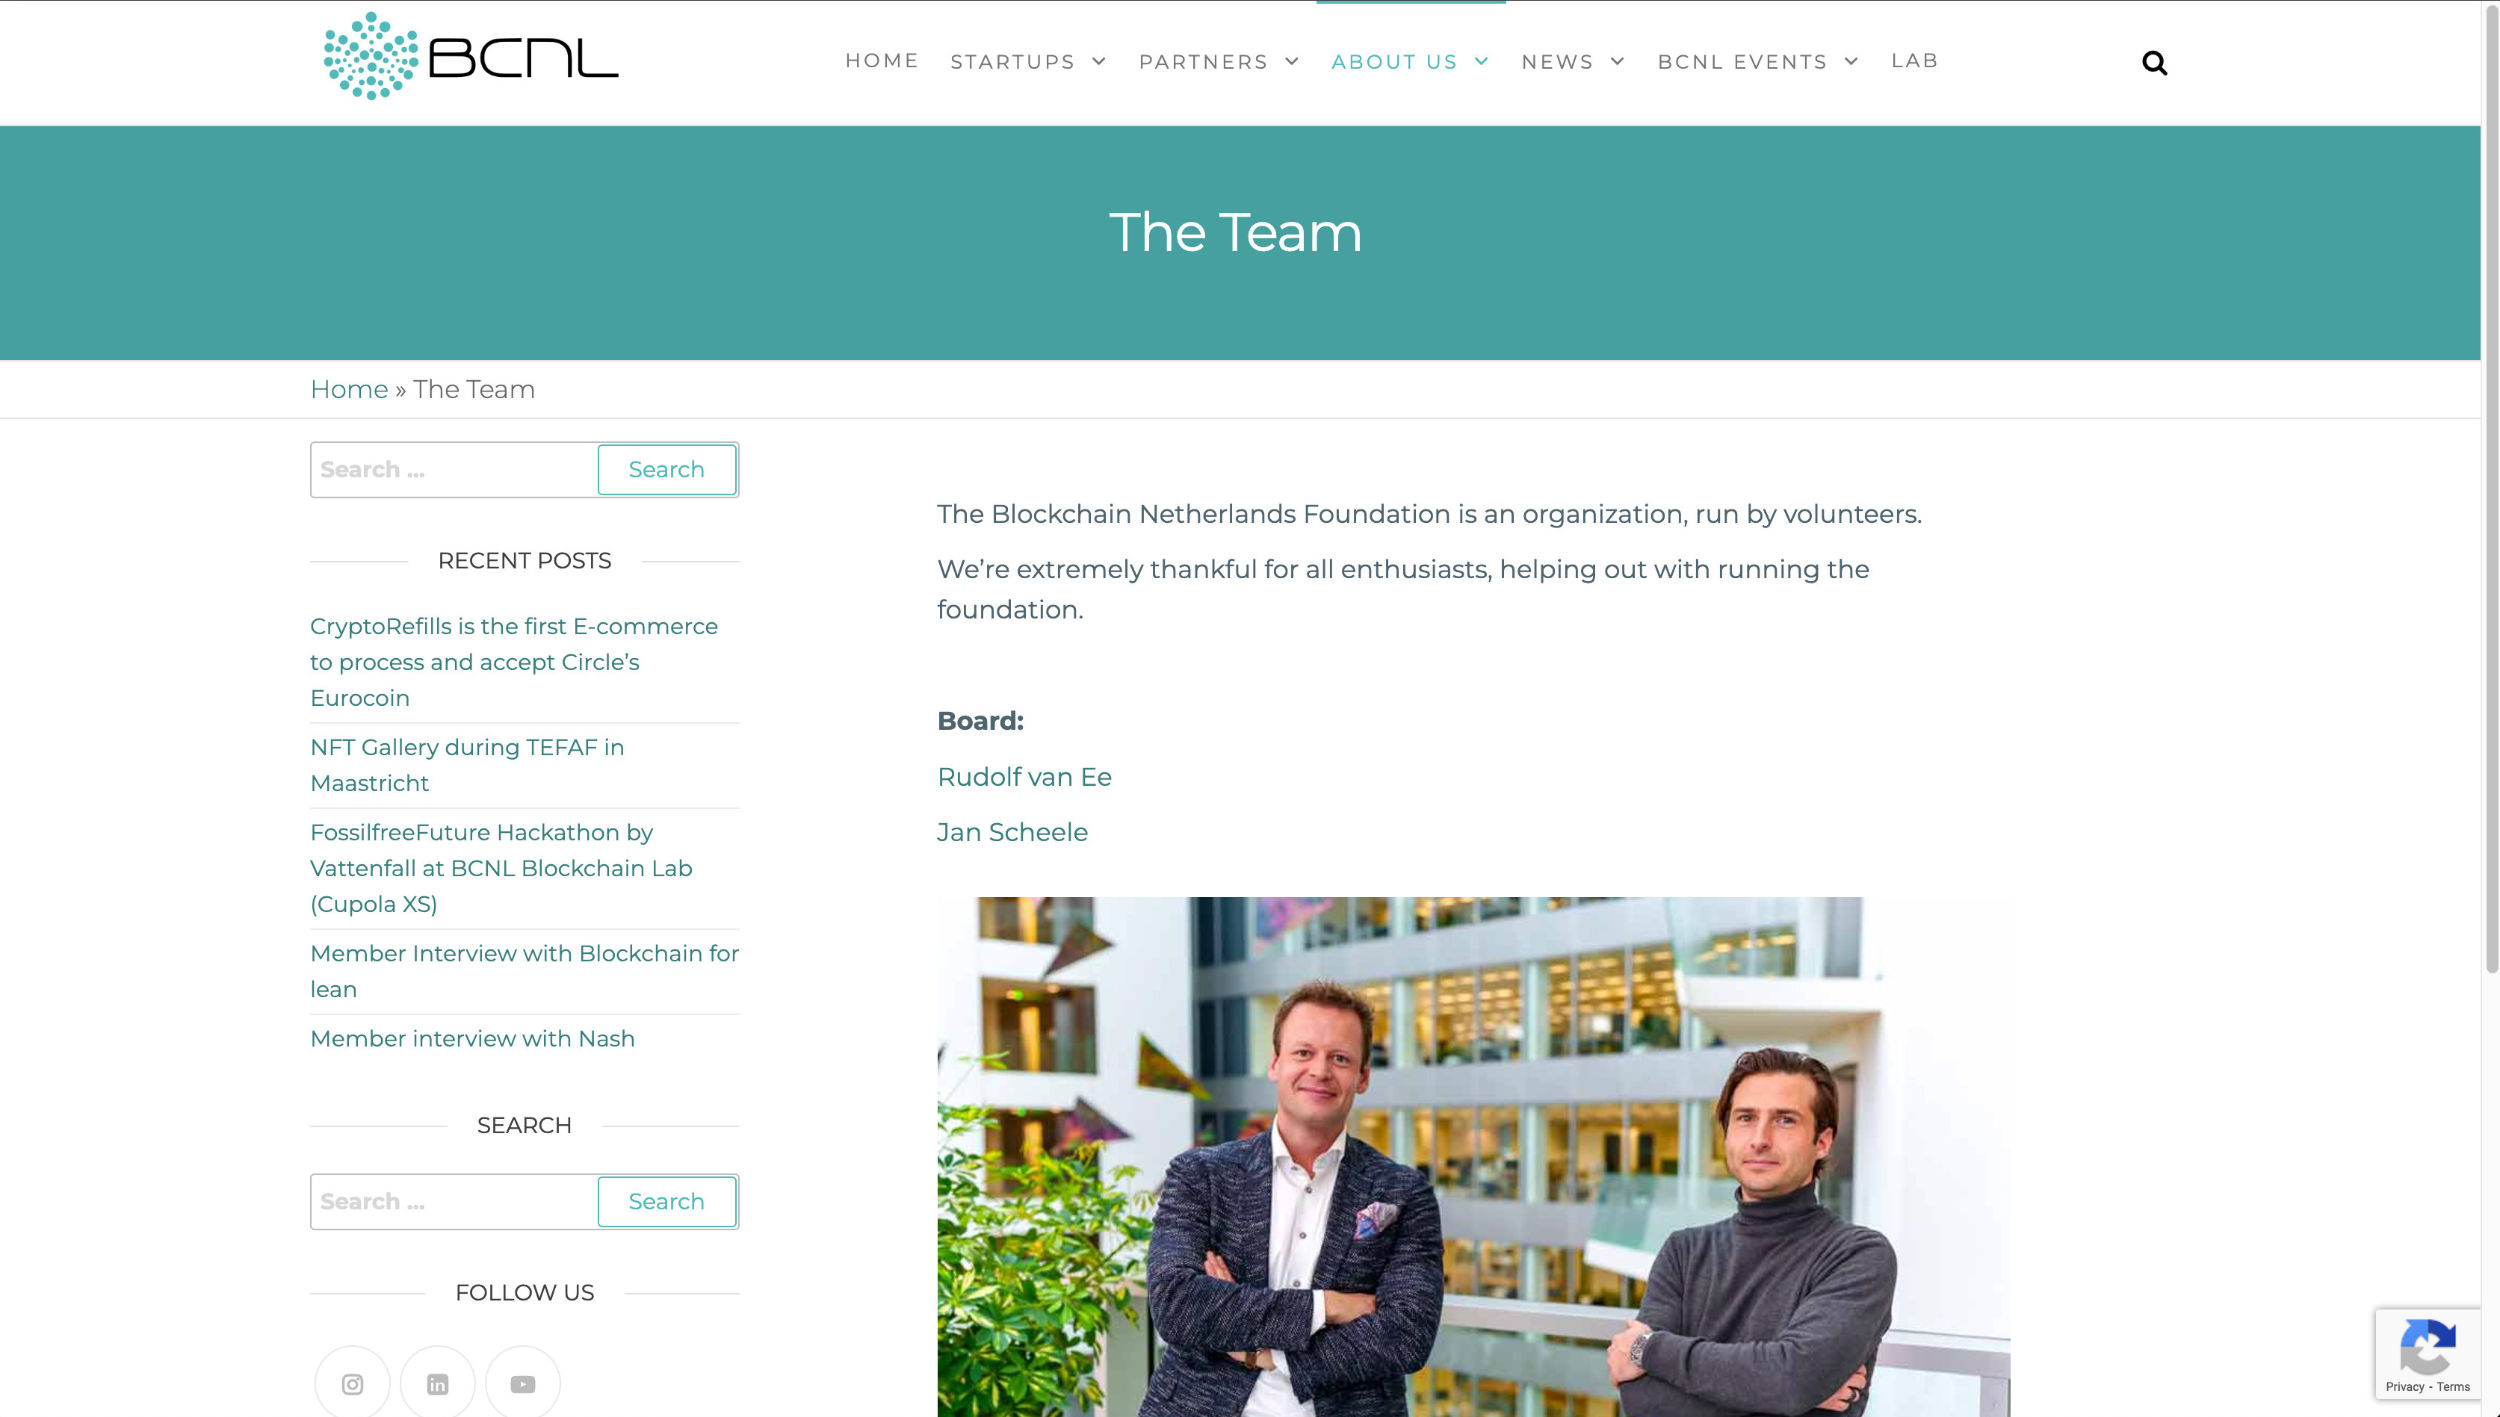 BCNL
HOME
STARTUPS
PARTNERS
ABOUT US
NEWS
BCNL EVENTS
LAB
The Team
Home » The Team
Search ...
Search
RECENT POSTS
CryptoRefills is the first E-commerce
to process and accept Circle’s
Eurocoin
NFT Gallery during TEFAF in
Maastricht
FossilfreeFuture Hackathon by
Vattenfall at BCNL Blockchain Lab
(Cupola XS)
Member Interview with Blockchain for
lean
Member interview with Nash
SEARCH
Search ...
Search
FOLLOW US
in
The Blockchain Netherlands Foundation is an organization, run by volunteers.
We’re extremely thankful for all enthusiasts, helping out with running the
foundation.
Board:
Rudolf van Ee
Jan Scheele
Privacy - Terms